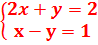 2x + y = 2
x − y = 1